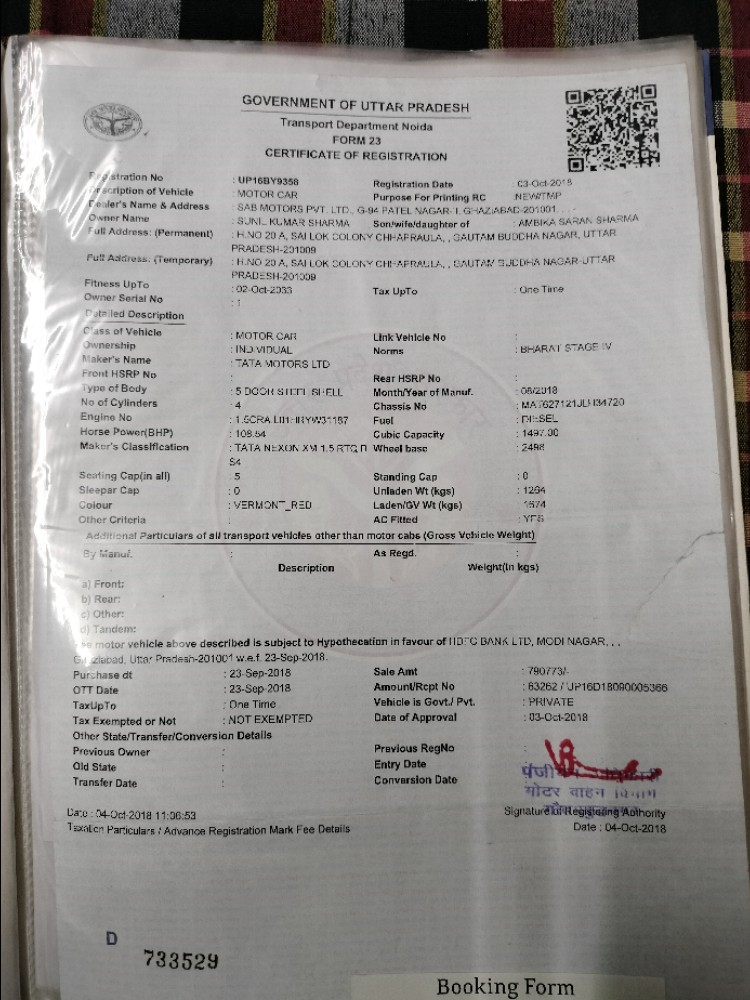 GOVERNMENT OF UTTAR PRADESH
Transport Department Noida
FORM 23
CERTIFICATE OF REGISTRATION
Registration No : UP16BY9358 Registration Date : 03-Oct-2018
Description of Vehicle : MOTOR CAR Purpose For Printing RC : NEW/TMP
Dealer's Name & Address : SAB MOTORS PVT. LTD., G-94 PATEL NAGAR- I, GHAZIABAD-201001. . .
Owner Name : SUNIL KUMAR SHARMA Son/wife/daughter of : AMBIKA SARAN SHARMA
Full Address: (Permanent) : H.NO 20 A, SAI LOK COLONY CHHAPRAULA, , GAUTAM BUDDHA NAGAR, UTTAR
PRADESH-201009
Full Address: (Temporary) : H.NO 20 A, SAI LOK COLONY CHHAPRAULA, , GAUTAM BUDDHA NAGAR-UTTAR
PRADESH-201009
Fitness UpTo : 02-Oct-2033 Tax UpTo : One Time
Owner Serial No : 1
Detailed Description
Class of Vehicle : MOTOR CAR Link Vehicle No :
Ownership : INDIVIDUAL Norms : BHARAT STAGE IV
Maker's Name : TATA MOTORS LTD
Front HSRP No : Rear HSRP No :
Type of Body : 5 DOOR STEEL SHELL Month/Year of Manuf. : 08/2018
No of Cylinders : 4 Chassis No
Engine No Fuel : DIESEL
Horse Power(BHP) : 108.54 Cubic Capacity : 1497.00
Maker's Classification : TATA NEXON XM 1.5 RTQ D Wheel base : 2498
S4
Seating Cap(in all) : 5 Standing Cap : 0
Sleepar Cap : 0 Unladen Wt (kgs) : 1264
Colour : VERMONT_RED Laden/GV Wt (kgs) : 1674
Other Criteria : AC Fitted : YES
Additional Particulars of all transport vehicles other than motor cabs (Gross Vehicle Weight)
By Manuf. : As Regd. :
Description Weight(in kgs)
a) Front:
b) Rear:
c) Other:
d) Tandem:
motor vehicle above described is subject to Hypothecation in favour of HDFC BANK LTD, MODI NAGAR, . .
Ghaziabad, Uttar Pradesh-201001 w.e.f. 23-Sep-2018.
Purchase dt : 23-Sep-2018 Sale Amt : 790773/-
OTT Date : 23-Sep-2018 Amount/Rcpt No : 63262 / UP16D18090005366
TaxUpTo : One Time Vehicle is Govt./ Pvt. : PRIVATE
Tax Exempted or Not : NOT EXEMPTED Date of Approval : 03-Oct-2018
Other State/Transfer/Conversion Details
Previous Owner : Previous RegNo :
Old State : Entry Date
Transfer Date : Conversion Date
मोटर वाहन विभाग
Date : 04-Oct-2018 11:06:53 Signature of Registering Authority
Taxation Particulars / Advance Registration Mark Fee Details Date : 04-Oct-2018
D
733529
Booking Form